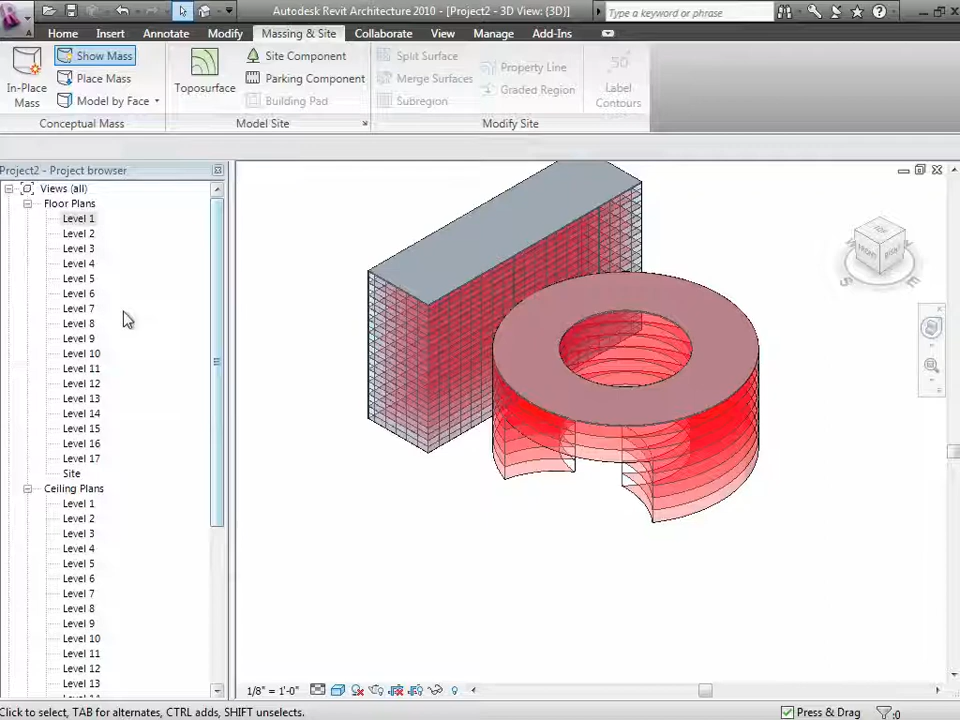 Autodesk Revit Architecture 2010 - [Project2 - 3D View: {3D}]
Type a keyword or phrase
Home Insert Annotate Modify Massing & Site Collaborate View Manage Add-Ins
In-Place Mass
Show Mass
Place Mass
Model by Face
Conceptual Mass
Toposurface
Site Component
Parking Component
Building Pad
Model Site
Split Surface
Merge Surfaces
Subregion
Property Line
Graded Region
Label Contours
.50
Modify Site
Project2 - Project browser
Views (all)
Floor Plans
Level 1
Level 2
Level 3
Level 4
Level 5
Level 6
Level 7
Level 8
Level 9
Level 10
Level 11
Level 12
Level 13
Level 14
Level 15
Level 16
Level 17
Site
Ceiling Plans
Level 1
Level 2
Level 3
Level 4
Level 5
Level 6
Level 7
Level 8
Level 9
Level 10
Level 11
Level 12
Level 13
TOP
FRONT
RIGHT
S
E
1/8" = 1'-0"
Click to select, TAB for alternates, CTRL adds, SHIFT unselects.
Press & Drag
:0